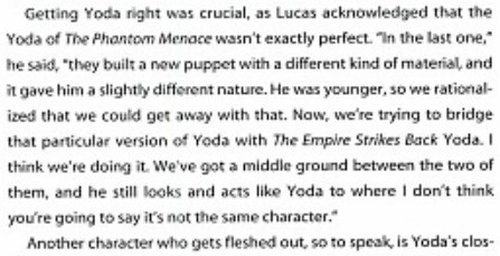 Getting Yoda right was crucial, as Lucas acknowledged that the
Yoda of The Phantom Menace wasn't exactly perfect. "In the last one,"
he said, "they built a new puppet with a different kind of material, and
it gave him a slightly different nature. He was younger, so we rational-
ized that we could get away with that. Now, we're trying to bridge
that particular version of Yoda with The Empire Strikes Back Yoda. I
think we're doing it. We've got a middle ground between the two of
them, and he still looks and acts like Yoda to where I don't think
you're going to say it's not the same character."
Another character who gets fleshed out, so to speak, is Yoda's clos-